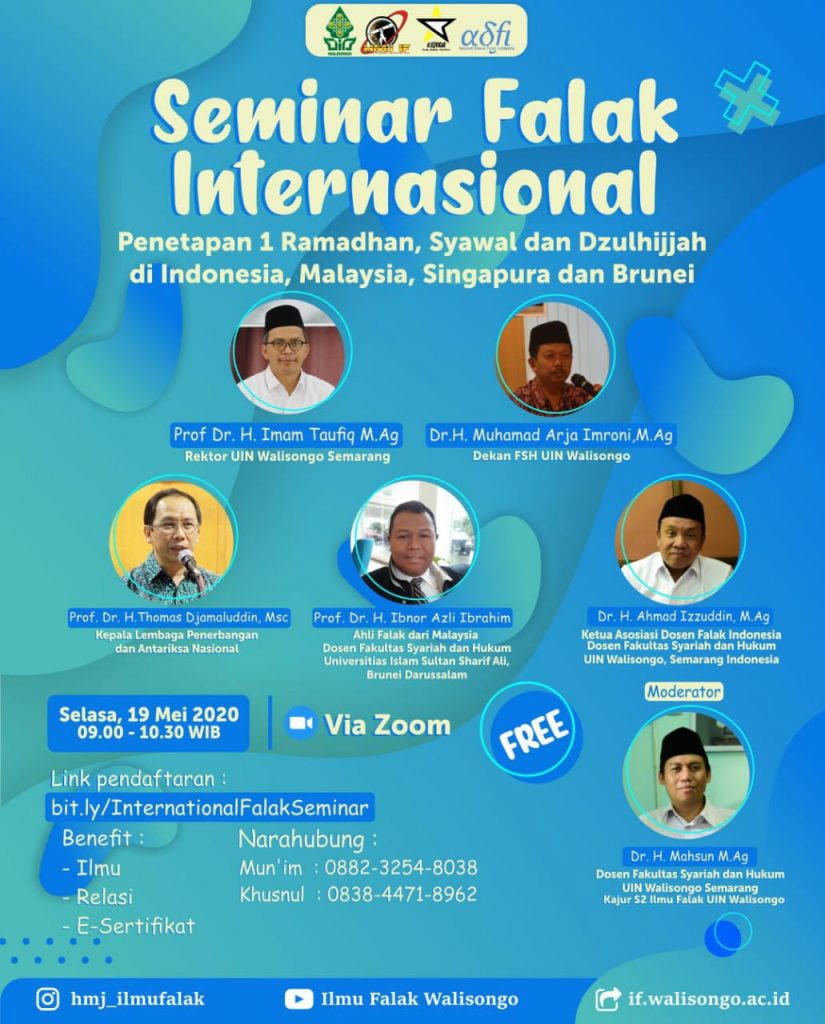 UIN
WALISONGO
HMJ IF
αδfi
Seminar Falak
Internasional
Penetapan 1 Ramadhan, Syawal dan Dzulhijjah
di Indonesia, Malaysia, Singapura dan Brunei
Prof Dr. H. Imam Taufiq M.Ag
Rektor UIN Walisongo Semarang
Dr.H. Muhamad Arja Imroni,M.Ag
Dekan FSH UIN Walisongo
Prof. Dr. H.Thomas Djamaluddin, Msc
Kepala Lembaga Penerbangan
dan Antariksa Nasional
Prof. Dr. H. Ibnor Azli Ibrahim
Ahli Falak dari Malaysia
Dosen Fakultas Syariah dan Hukum
Universitias Islam Sultan Sharif Ali,
Brunei Darussalam
Dr. H. Ahmad Izzuddin, M.Ag
Ketua Asosiasi Dosen Falak Indonesia
Dosen Fakultas Syariah dan Hukum
UIN Walisongo, Semarang Indonesia
Selasa, 19 Mei 2020
09.00 - 10.30 WIB
Via Zoom
FREE
Moderator
Dr. H. Mahsun M.Ag
Dosen Fakultas Syariah dan Hukum
UIN Walisongo Semarang
Kajur S2 Ilmu Falak UIN Walisongo
Link pendaftaran :
bit.ly/InternationalFalakSeminar
Benefit :
- Ilmu
- Relasi
- E-Sertifikat
Narahubung :
Mun'im : 0882-3254-8038
Khusnul : 0838-4471-8962
hmj_ilmufalak
Ilmu Falak Walisongo
if.walisongo.ac.id